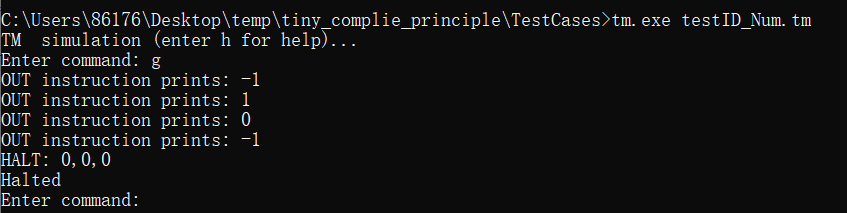 C:\Users\86176\Desktop\temp\tiny_complie_principle\TestCases>tm.exe testID_Num.tm
TM  simulation (enter h for help)...
Enter command: g
OUT instruction prints: -1
OUT instruction prints: 1
OUT instruction prints: 0
OUT instruction prints: -1
HALT: 0,0,0
Halted
Enter command: